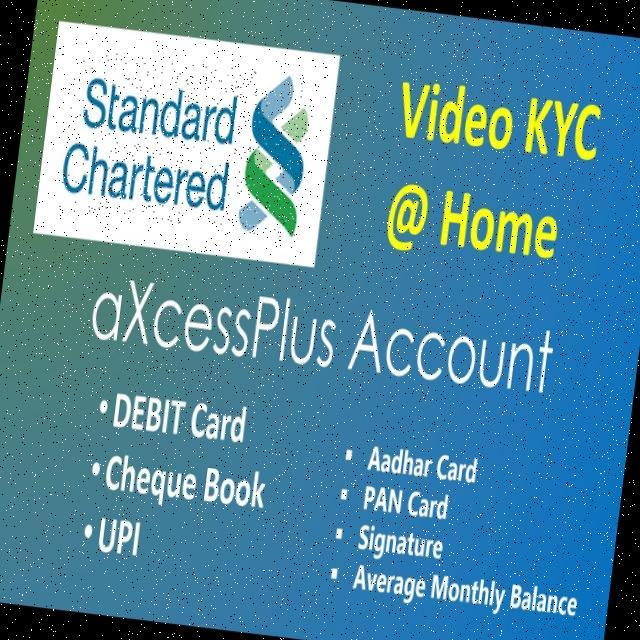 Standard
Chartered
Video KYC
@ Home
aXcessPlus Account
• DEBIT Card
• Cheque Book
• UPI
▪ Aadhar Card
▪ PAN Card
▪ Signature
▪ Average Monthly Balance